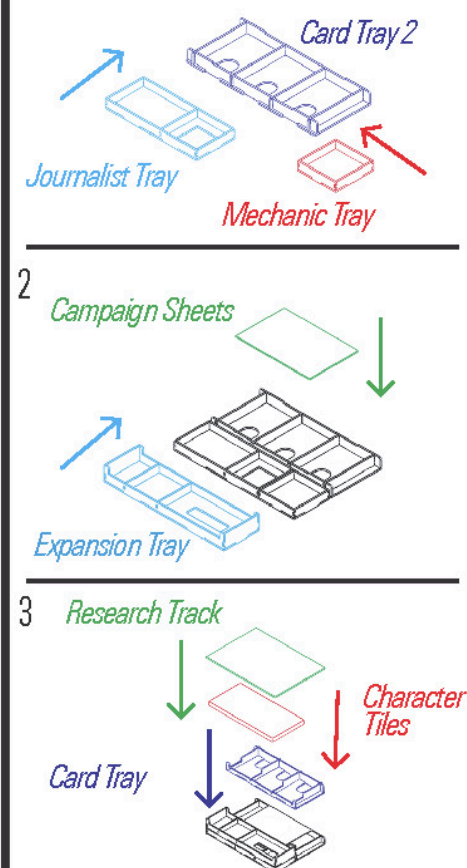 Card Tray 2
Journalist Tray
Mechanic Tray
2
Campaign Sheets
Expansion Tray
3
Research Track
Character
Tiles
Card Tray